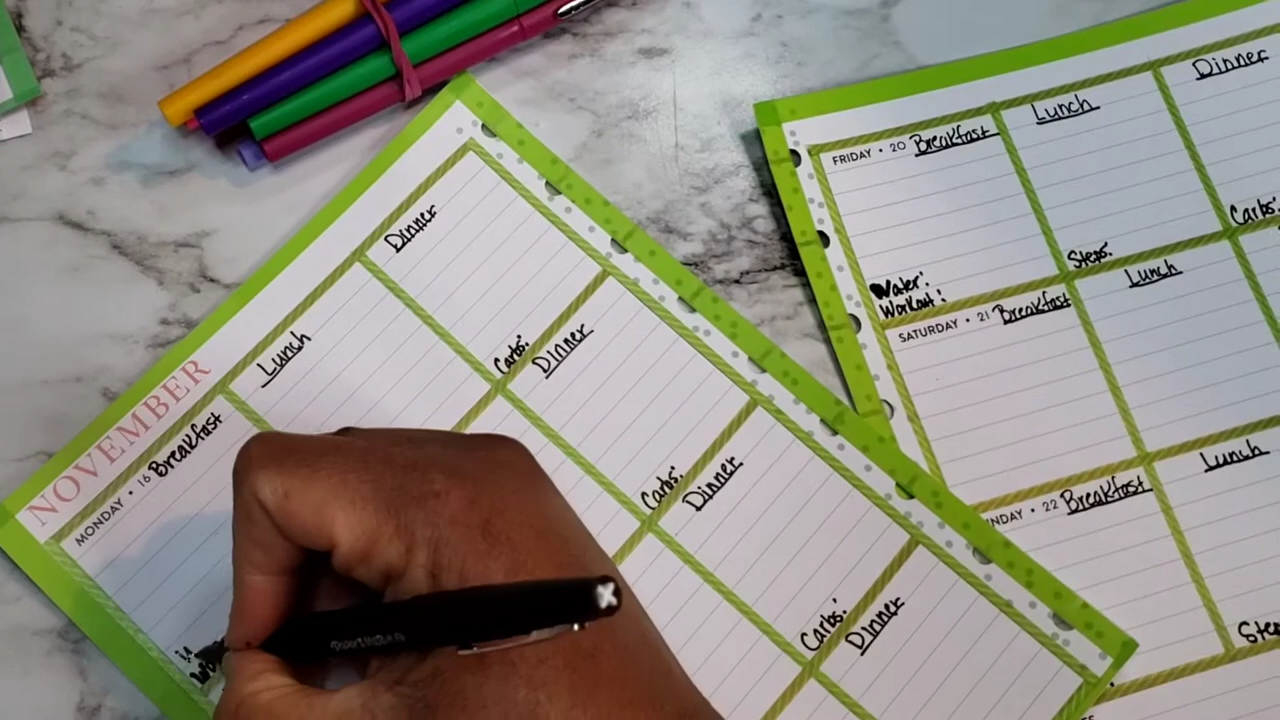 NOVEMBER
MONDAY • 16 Breakfast
Lunch
Dinner
Carbs:
Dinner
Carbs:
Dinner
Carbs:
Dinner
FRIDAY • 20 Breakfast
Lunch
Dinner
Water:
Workout:
Steps:
Carbs:
SATURDAY • 21 Breakfast
Lunch
22 Breakfast
Lunch